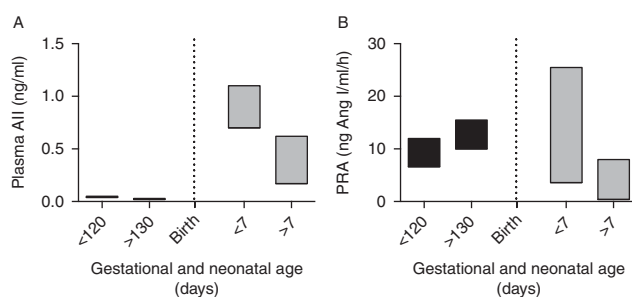 A
Plasma AII (ng/ml)
1.5
1.0
0.5
0.0
<120
>130
Birth
<7
>7
Gestational and neonatal age
(days)
B
PRA (ng Ang I/ml/h)
30
20
10
0
<120
>130
Birth
<7
>7
Gestational and neonatal age
(days)